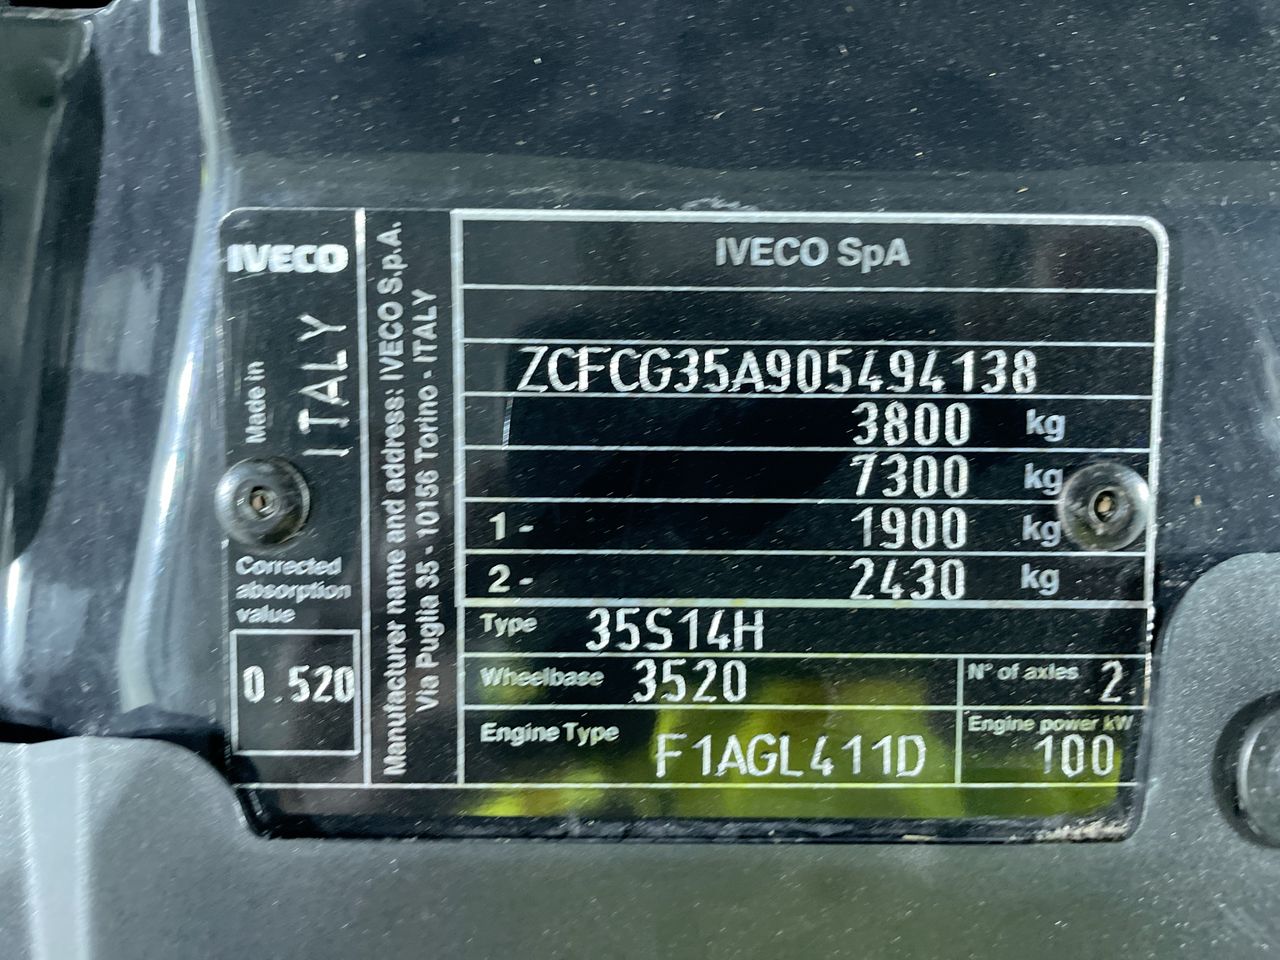 IVECO
Made in
ITALY
Corrected
absorption
value
0.520
Manufacturer name and address: IVECO S.p.A.
Via Puglia 35 - 10156 Torino - ITALY
IVECO SpA
ZCFCG35A905494138
3800 kg
7300 kg
1 - 1900 kg
2 - 2430 kg
Type 35S14H
Wheelbase 3520 N° of axles 2
Engine Type F1AGL411D Engine power kW 100